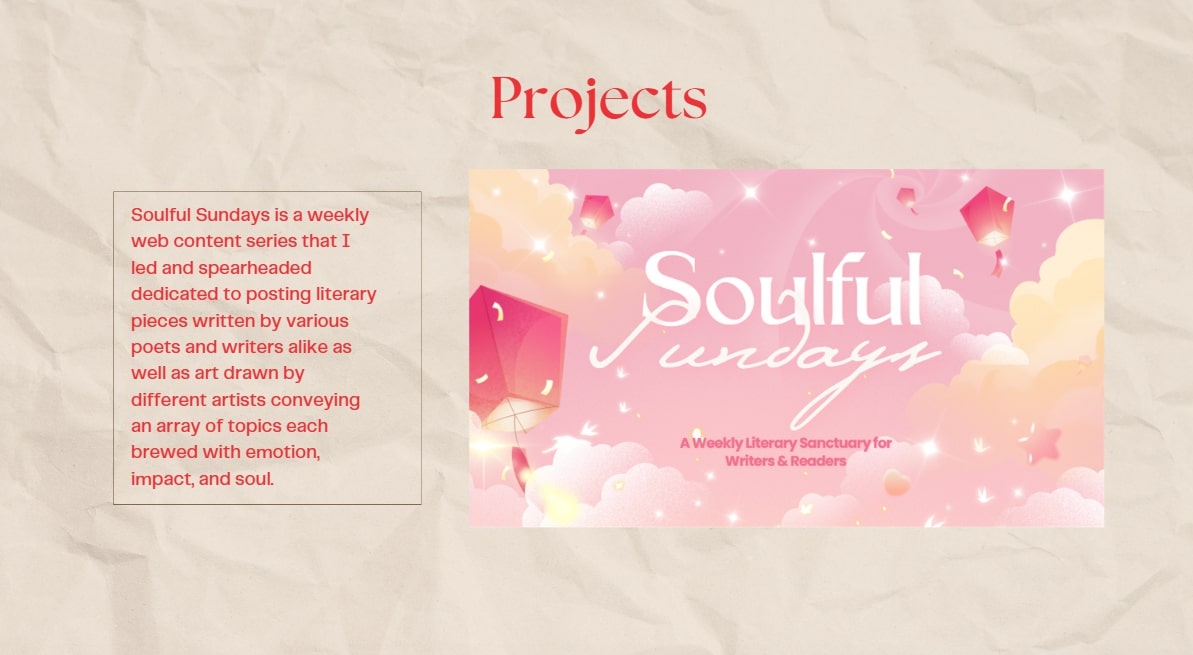 Projects
Soulful Sundays is a weekly
web content series that I
led and spearheaded
dedicated to posting literary
pieces written by various
poets and writers alike as
well as art drawn by
different artists conveying
an array of topics each
brewed with emotion,
impact, and soul.
Soulful
Sundays
A Weekly Literary Sanctuary for
Writers & Readers